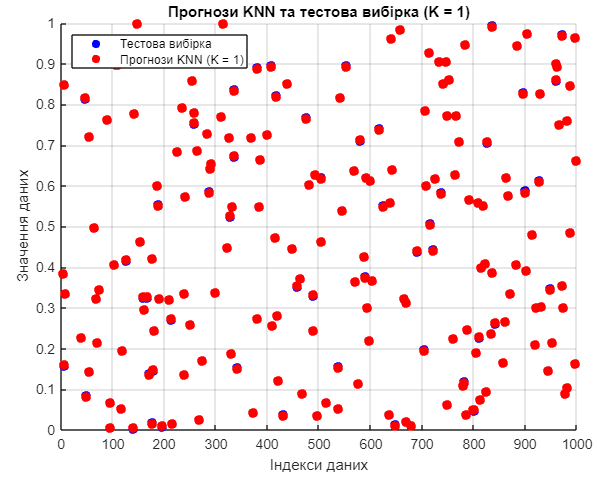 Прогнози KNN та тестова вибірка (K = 1)
Тестова вибірка
Прогнози KNN (K = 1)
Значення даних
1
0.9
0.8
0.7
0.6
0.5
0.4
0.3
0.2
0.1
0
0 100 200 300 400 500 600 700 800 900 1000
Індекси даних